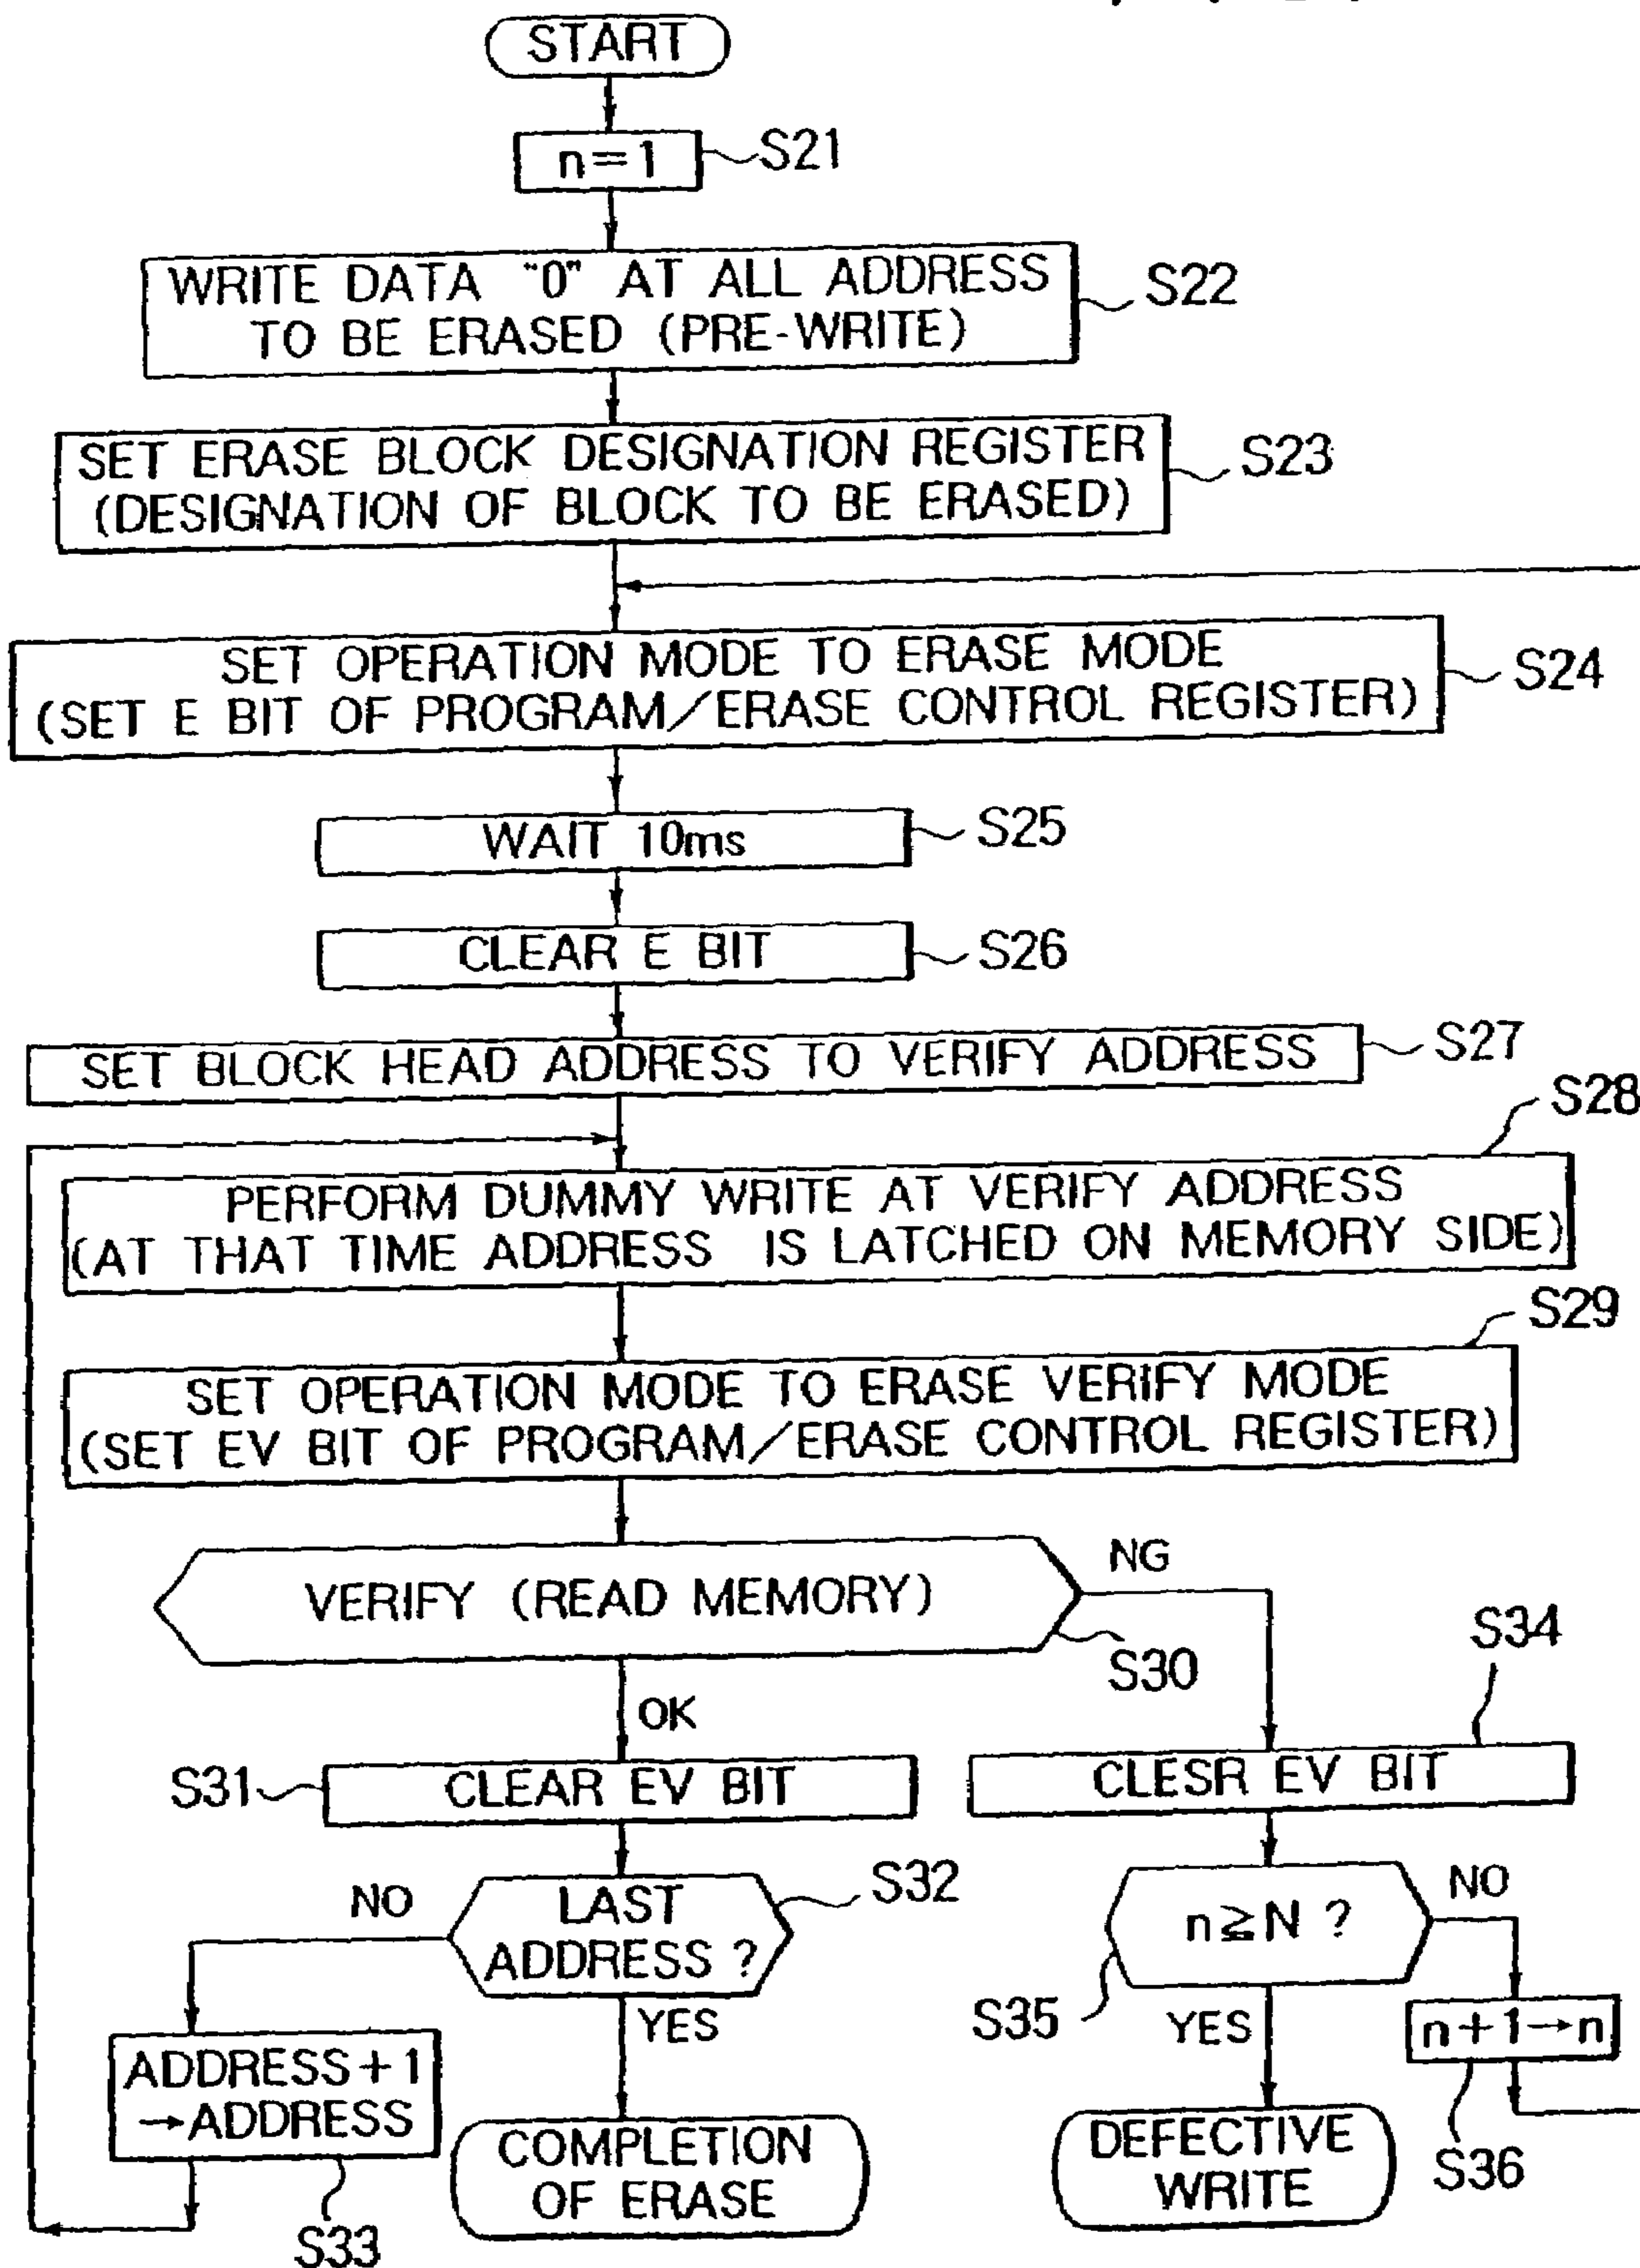 START
n=1
S21
WRITE DATA "0" AT ALL ADDRESS
TO BE ERASED (PRE-WRITE)
S22
SET ERASE BLOCK DESIGNATION REGISTER
(DESIGNATION OF BLOCK TO BE ERASED)
S23
SET OPERATION MODE TO ERASE MODE
(SET E BIT OF PROGRAM/ERASE CONTROL REGISTER)
S24
WAIT 10ms
S25
CLEAR E BIT
S26
SET BLOCK HEAD ADDRESS TO VERIFY ADDRESS
S27
S28
PERFORM DUMMY WRITE AT VERIFY ADDRESS
(AT THAT TIME ADDRESS IS LATCHED ON MEMORY SIDE)
S29
SET OPERATION MODE TO ERASE VERIFY MODE
(SET EV BIT OF PROGRAM/ERASE CONTROL REGISTER)
VERIFY (READ MEMORY)
NG
S30
OK
S34
S31
CLEAR EV BIT
CLESR EV BIT
NO
LAST
ADDRESS ?
S32
n≧N ?
NO
S35
YES
YES
n+1→n
S36
ADDRESS+1
→ADDRESS
S33
COMPLETION
OF ERASE
DEFECTIVE
WRITE